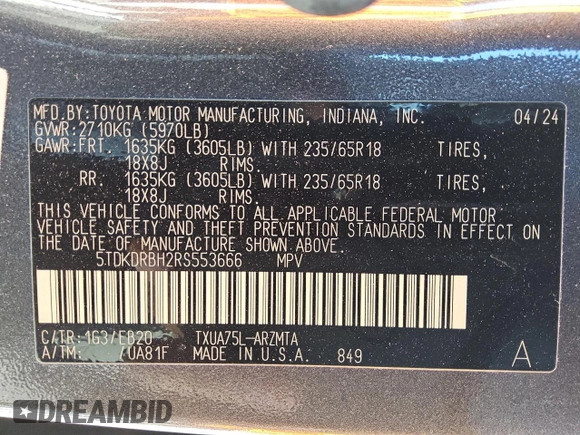 MFD.BY:TOYOTA MOTOR MANUFACTURING, INDIANA, INC. 04/24
GVWR:2710KG (5970LB)
GAWR:FRT. 1635KG (3605LB) WITH 235/65R18 TIRES,
18X8J RIMS.
RR. 1635KG (3605LB) WITH 235/65R18 TIRES,
18X8J RIMS.
THIS VEHICLE CONFORMS TO ALL APPLICABLE FEDERAL MOTOR
VEHICLE SAFETY AND THEFT PREVENTION STANDARDS IN EFFECT ON
THE DATE OF MANUFACTURE SHOWN ABOVE.
5TDKDRBH2RS553666 MPV
C/TR:1G37EB20 TXUA75L-ARZMTA
A/TM: UA81F MADE IN U.S.A. 849 A
DREAMBID